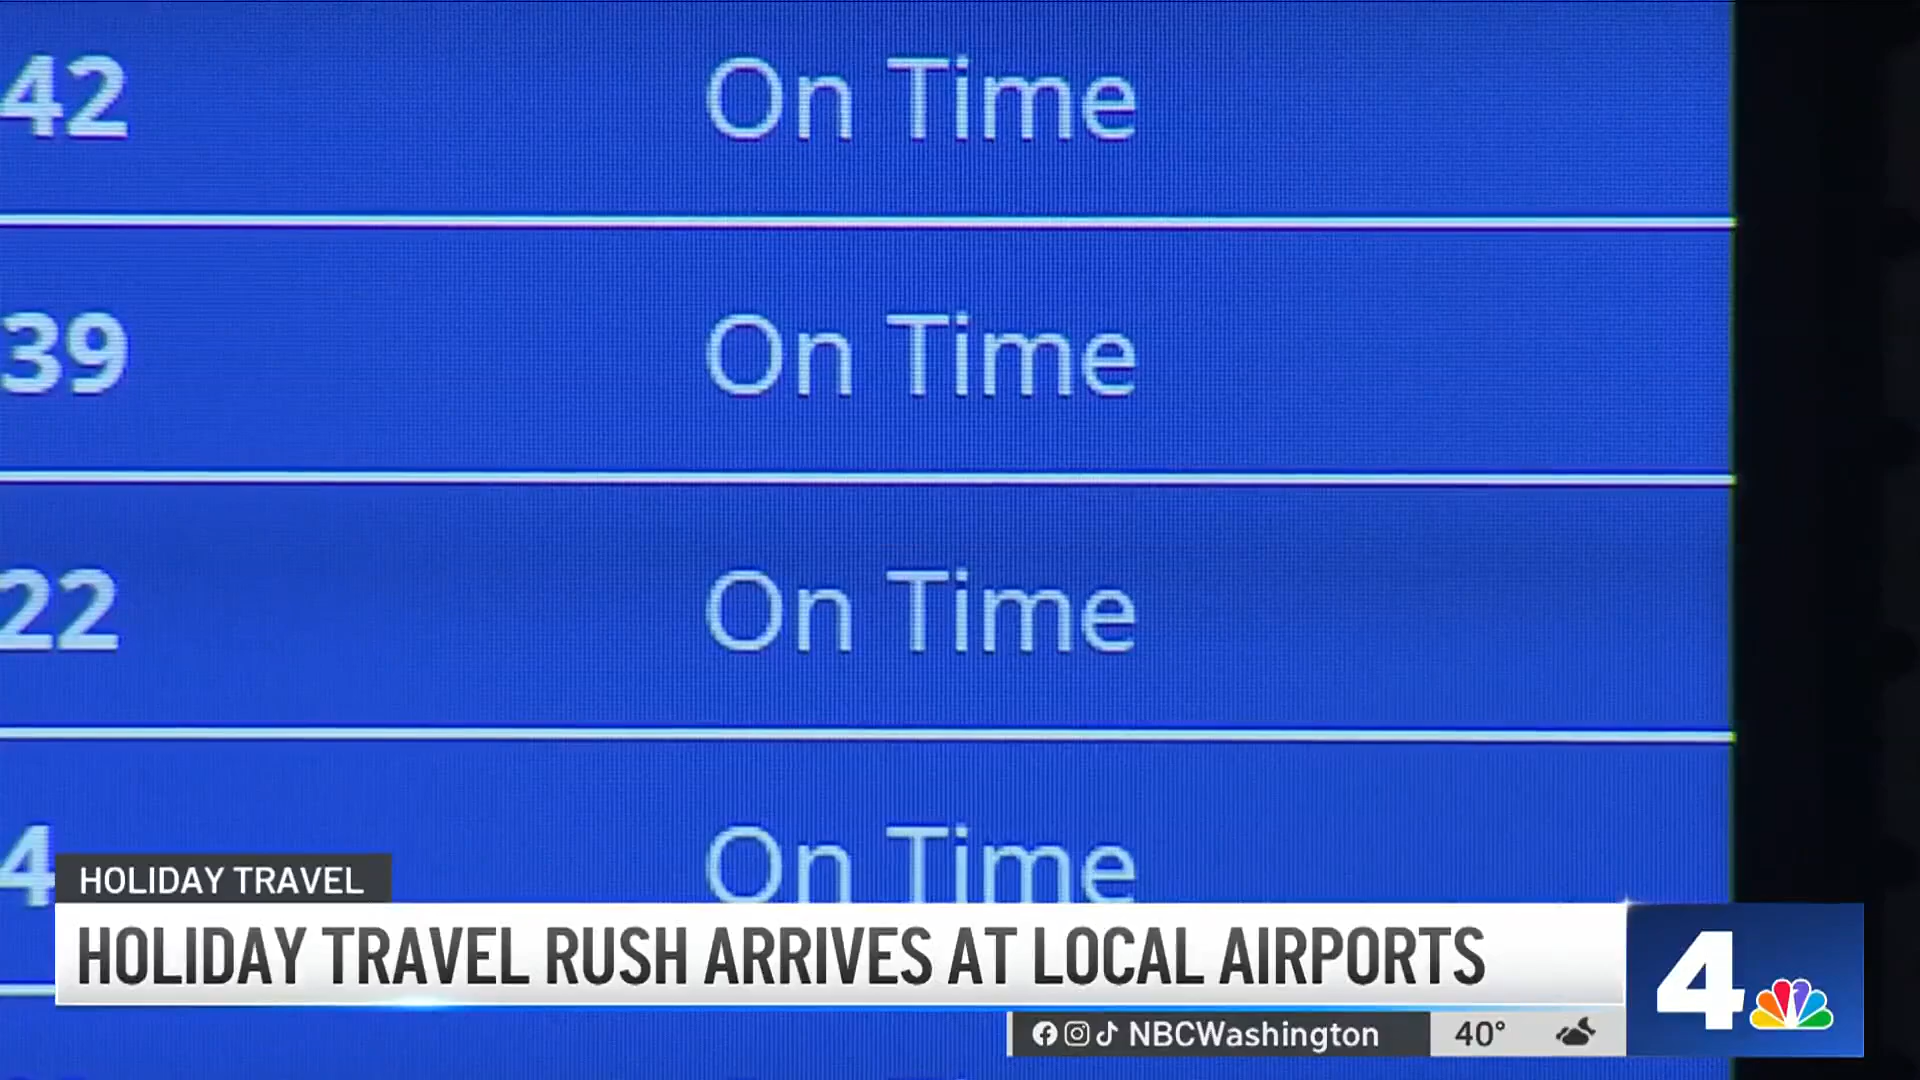 42 On Time
39 On Time
22 On Time
4 On Time
HOLIDAY TRAVEL
HOLIDAY TRAVEL RUSH ARRIVES AT LOCAL AIRPORTS
4
NBCWashington 40°